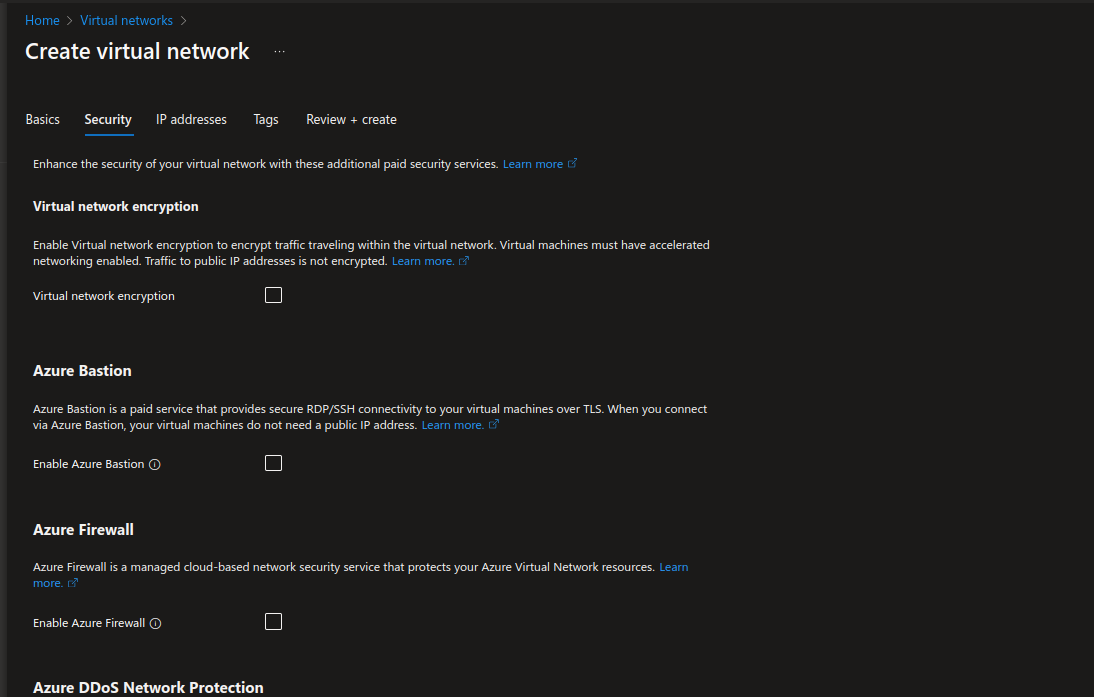 Home > Virtual networks >
Create virtual network ...
Basics Security IP addresses Tags Review + create
Enhance the security of your virtual network with these additional paid security services. Learn more
Virtual network encryption
Enable Virtual network encryption to encrypt traffic traveling within the virtual network. Virtual machines must have accelerated
networking enabled. Traffic to public IP addresses is not encrypted. Learn more.
Virtual network encryption
Azure Bastion
Azure Bastion is a paid service that provides secure RDP/SSH connectivity to your virtual machines over TLS. When you connect
via Azure Bastion, your virtual machines do not need a public IP address. Learn more.
Enable Azure Bastion
Azure Firewall
Azure Firewall is a managed cloud-based network security service that protects your Azure Virtual Network resources. Learn
more.
Enable Azure Firewall
Azure DDoS Network Protection